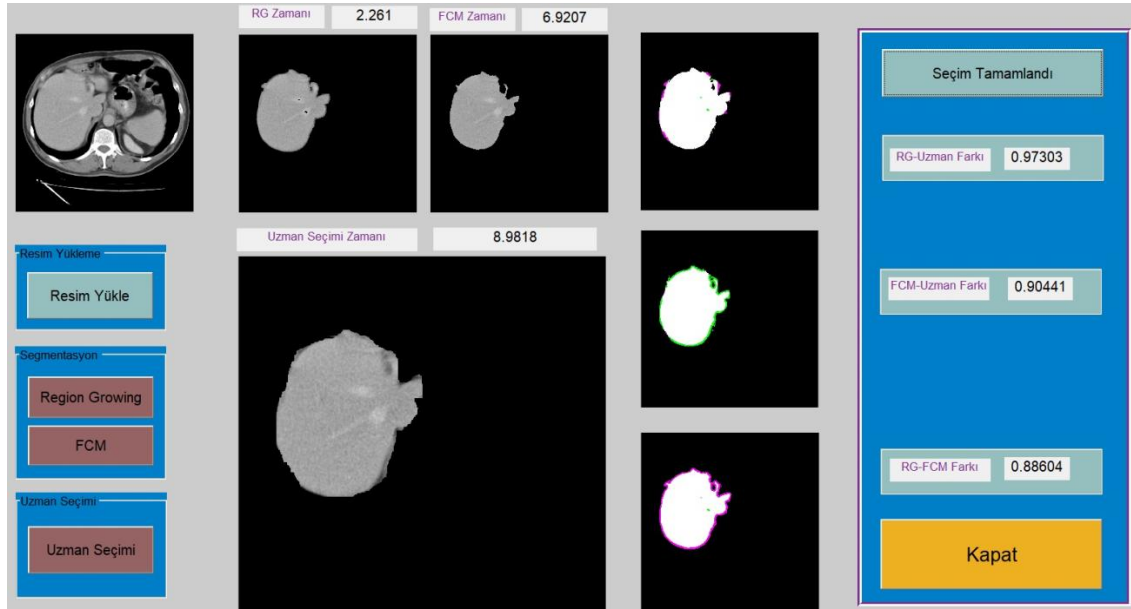 RG Zamanı 2.261 FCM Zamanı 6.9207
Seçim Tamamlandı
RG-Uzman Farkı 0.97303
Uzman Seçimi Zamanı 8.9818
Resim Yükleme
Resim Yükle
FCM-Uzman Farkı 0.90441
Segmentasyon
Region Growing
FCM
RG-FCM Farkı 0.88604
Uzman Seçimi
Uzman Seçimi
Kapat